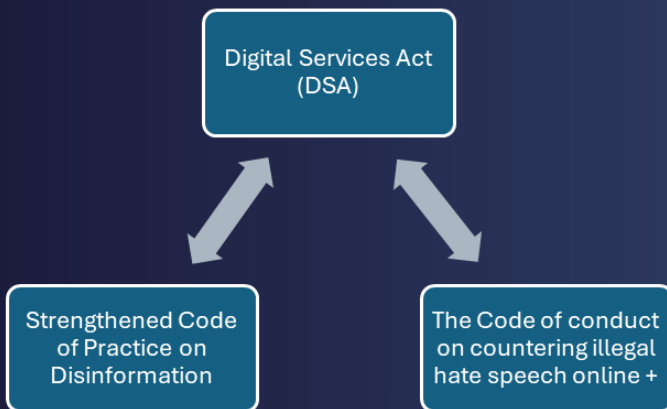 Digital Services Act
(DSA)
Strengthened Code
of Practice on
Disinformation
The Code of conduct
on countering illegal
hate speech online +